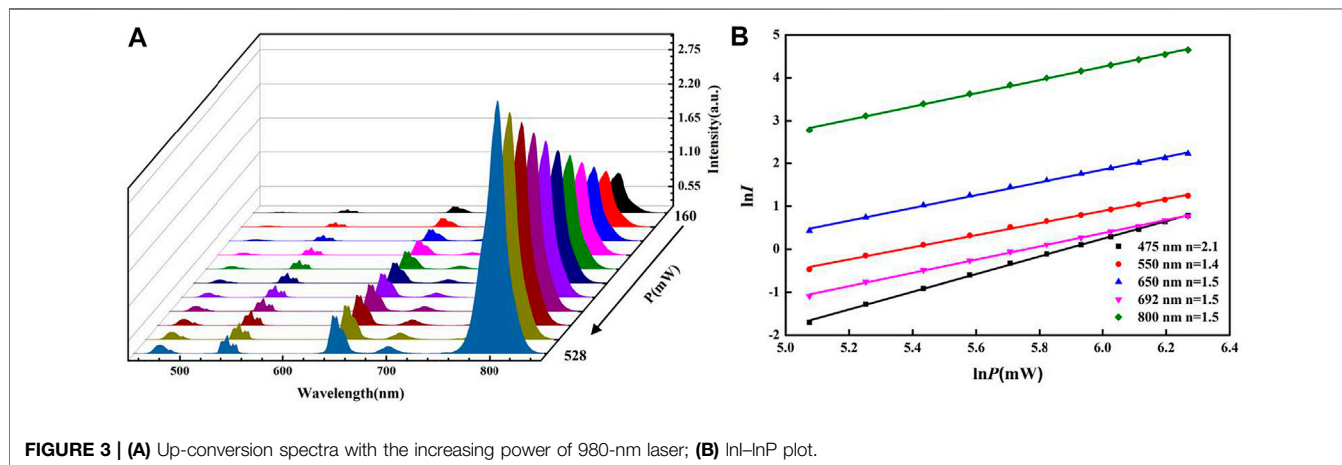 A
2.75
2.20
1.65
1.10
0.55
Intensity(a.u.)
160
P(mW)
528
500
600
700
800
Wavelength(nm)
B
5
4
3
2
1
0
-1
-2
lnI
475 nm n=2.1
550 nm n=1.4
650 nm n=1.5
692 nm n=1.5
800 nm n=1.5
5.0
5.2
5.4
5.6
5.8
6.0
6.2
6.4
lnP(mW)
FIGURE 3 | (A) Up-conversion spectra with the increasing power of 980-nm laser; (B) lnI–lnP plot.